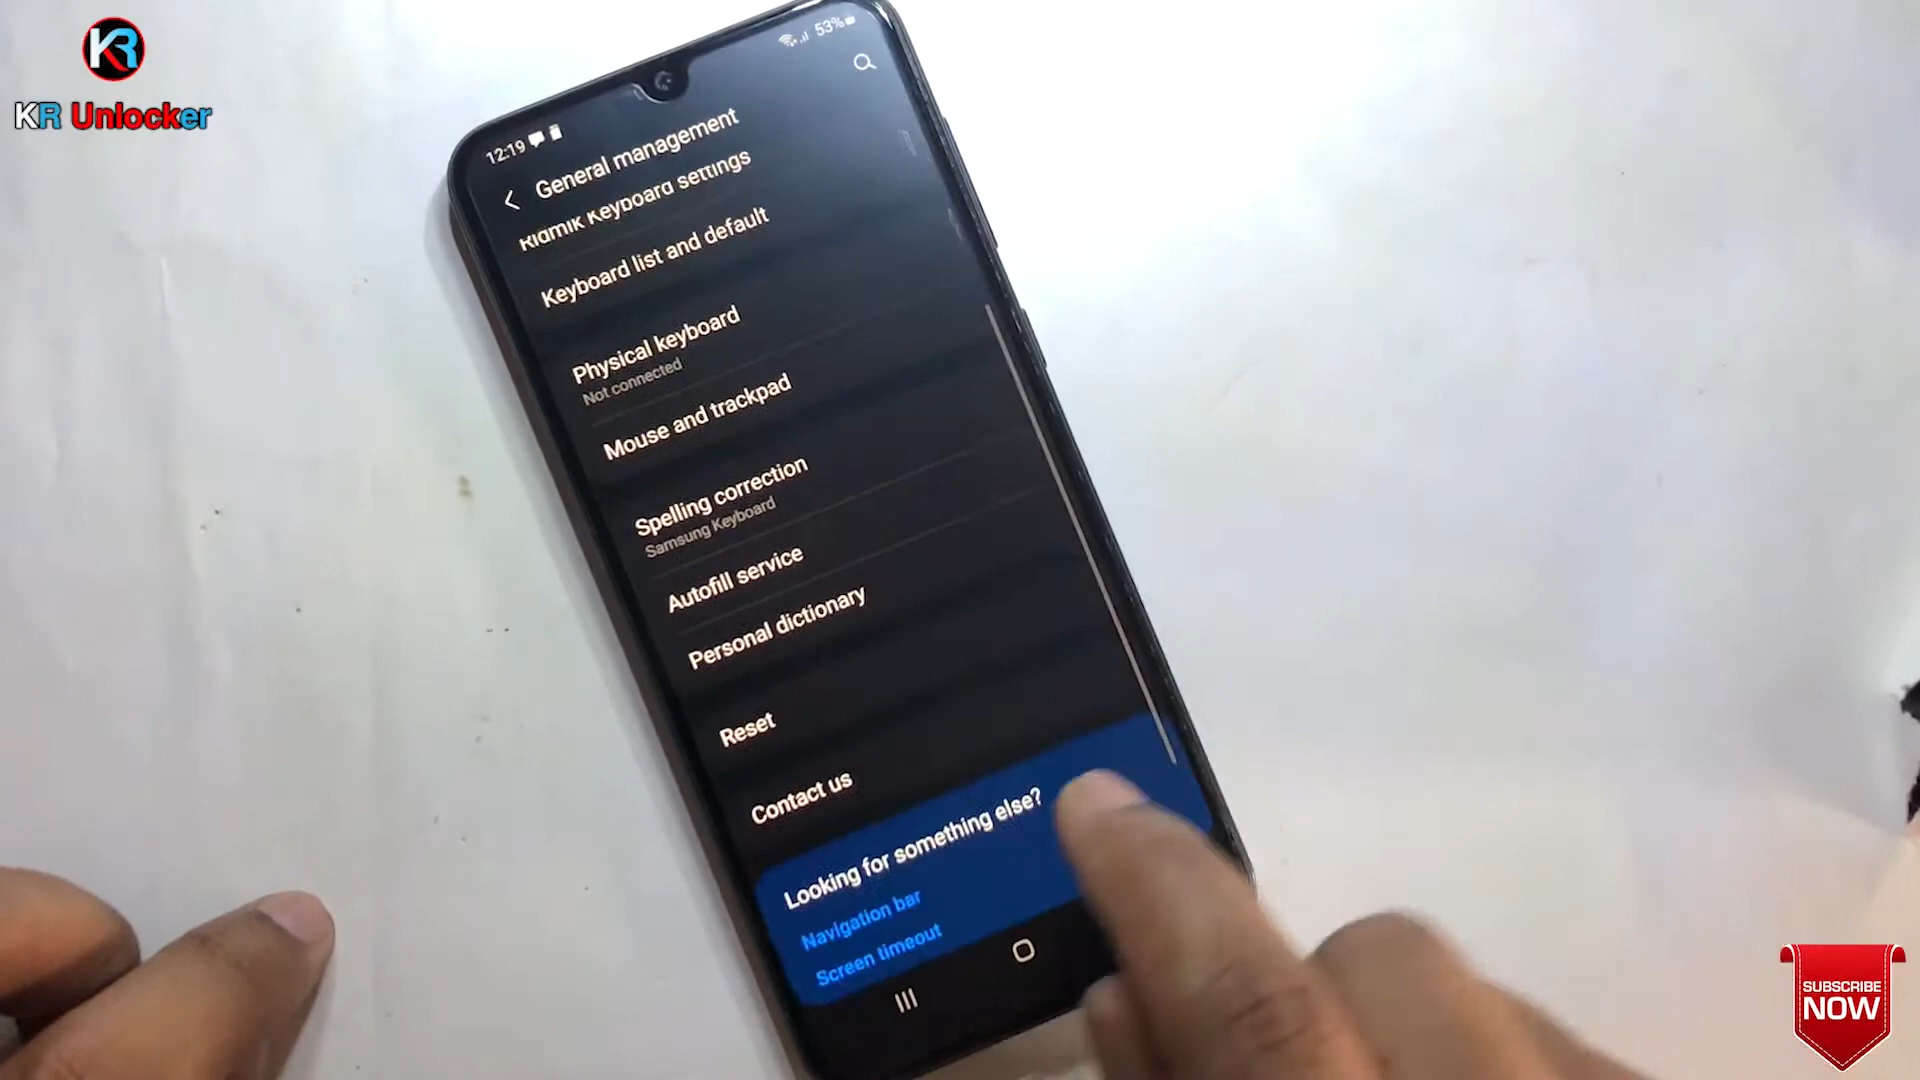 KR
KR Unlocker
53%
12:19
General management
Ridmik Keyboard settings
Keyboard list and default
Physical keyboard
Not connected
Mouse and trackpad
Spelling correction
Samsung Keyboard
Autofill service
Personal dictionary
Reset
Contact us
Looking for something else?
Navigation bar
Screen timeout
SUBSCRIBE
NOW